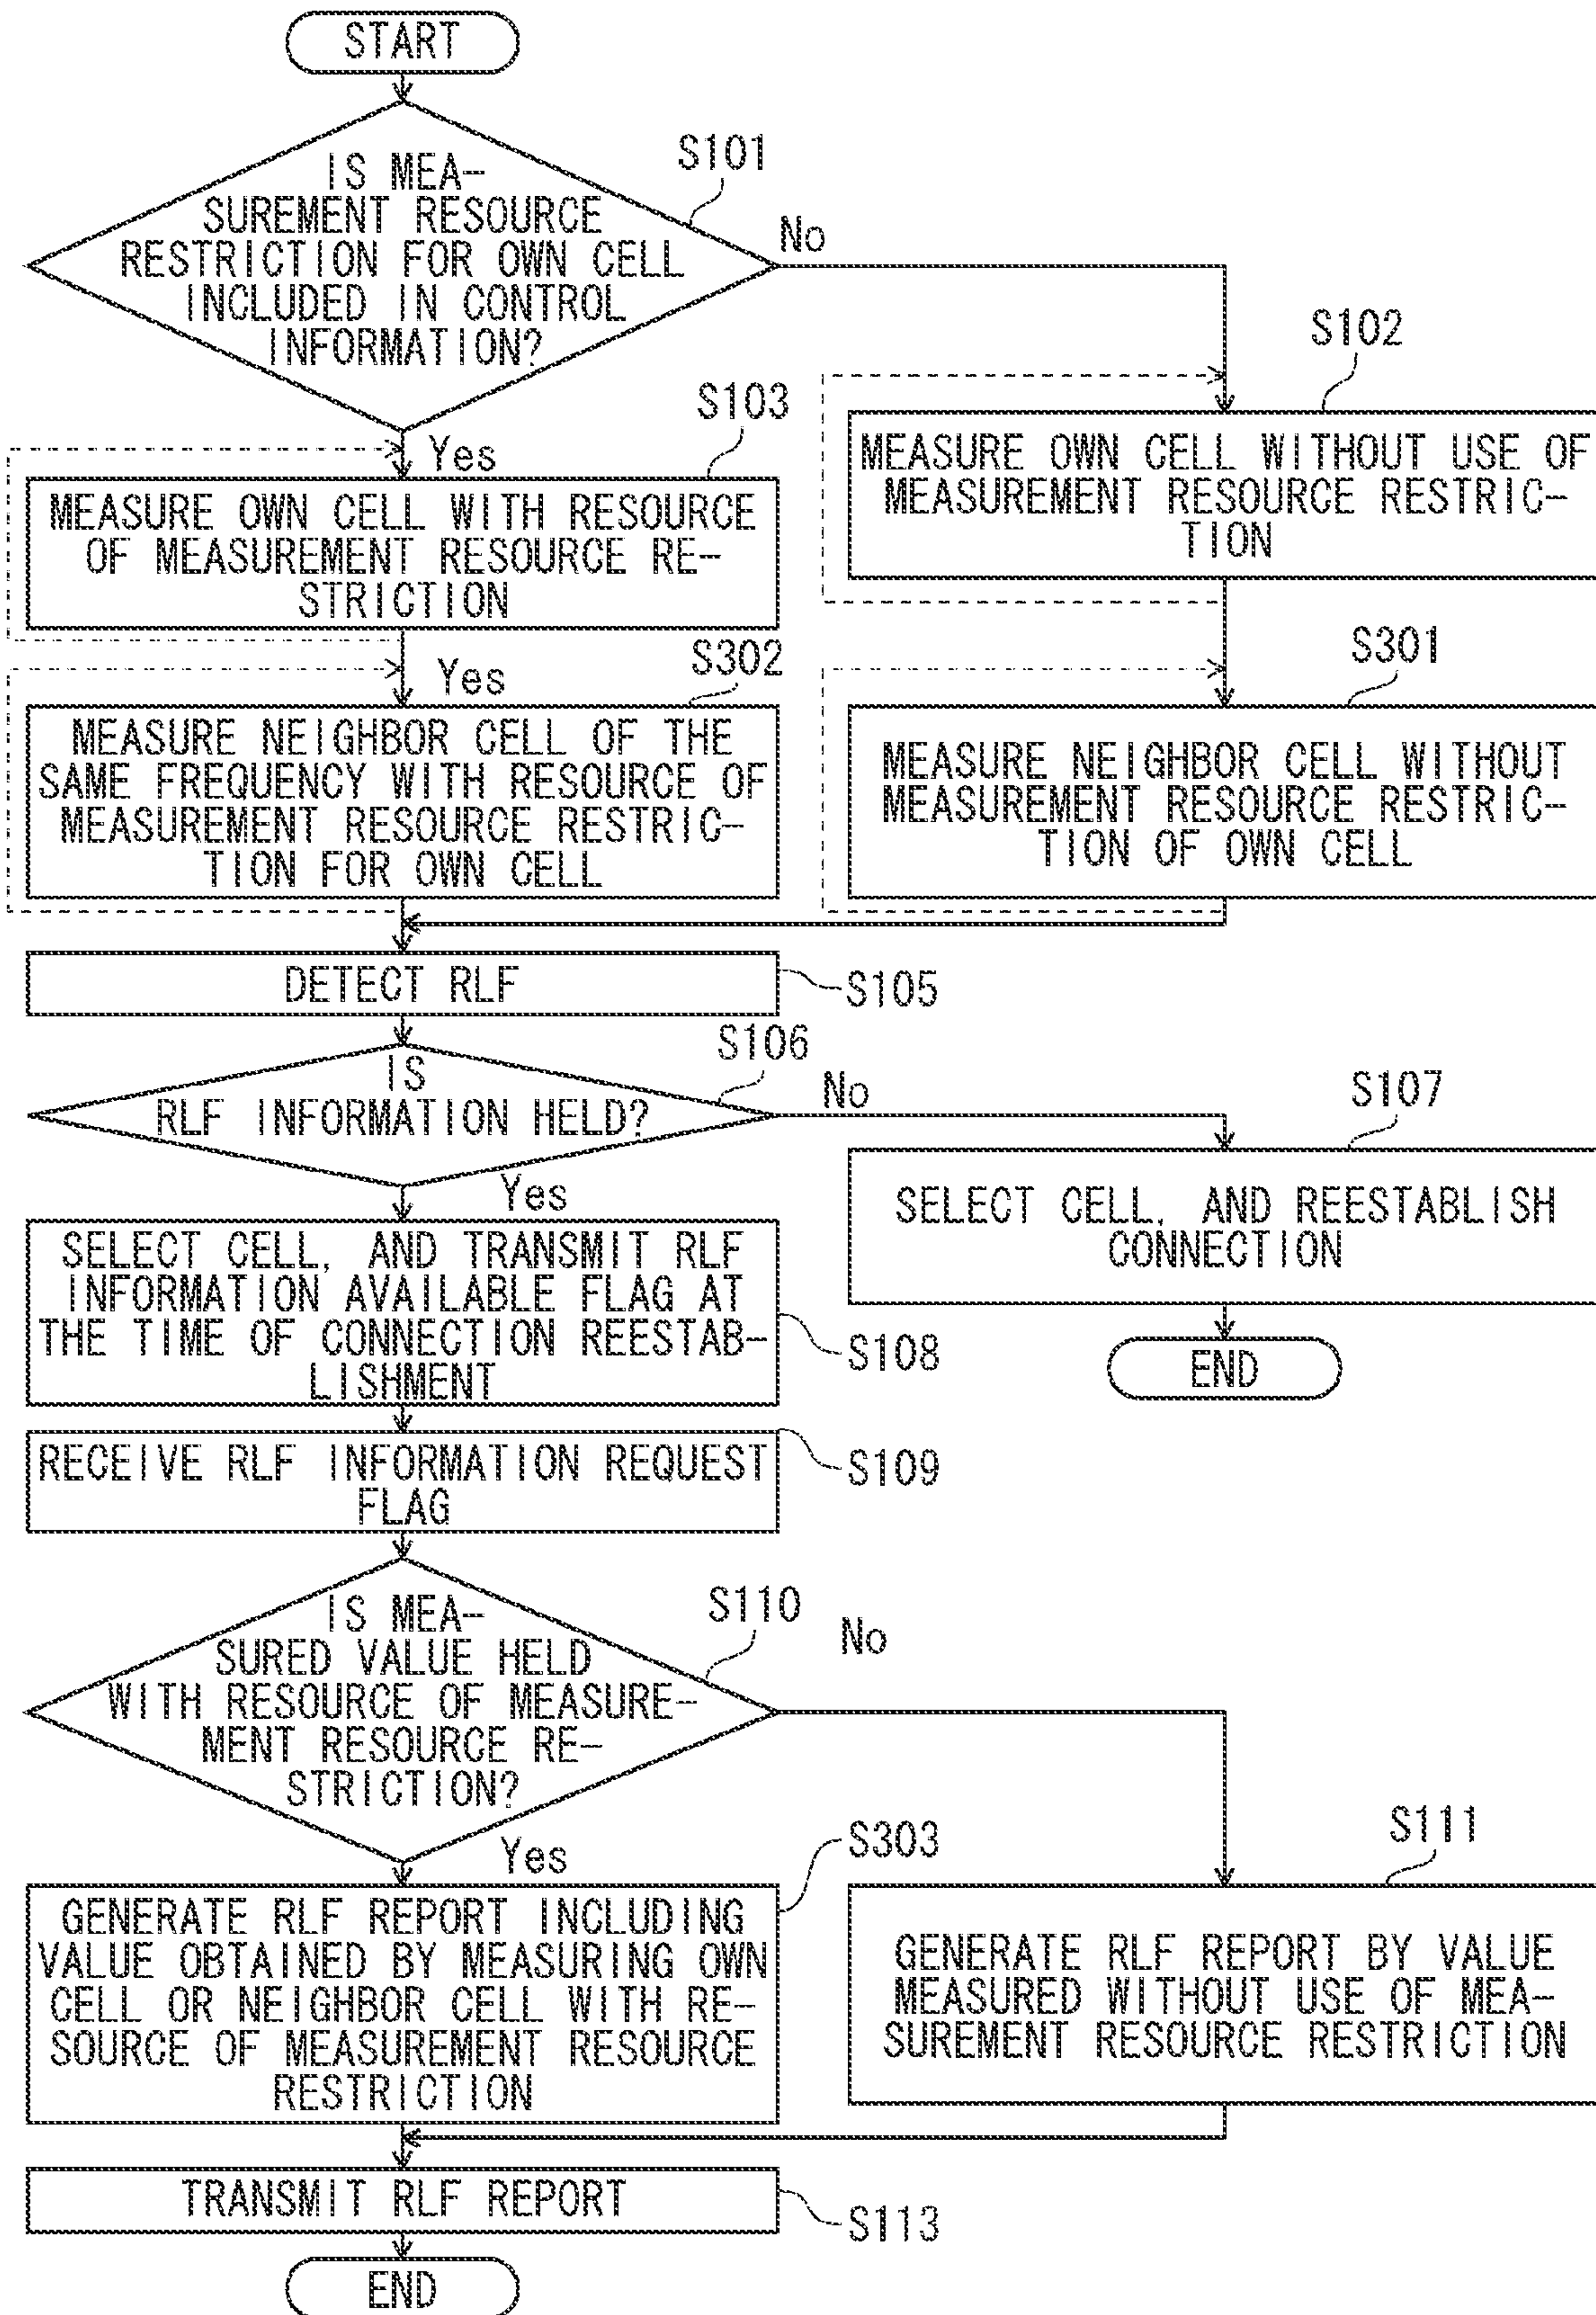 START
IS MEA-
SUREMENT RESOURCE
RESTRICTION FOR OWN CELL
INCLUDED IN CONTROL
INFORMATION?
S101
No
S102
MEASURE OWN CELL WITHOUT USE OF
MEASUREMENT RESOURCE RESTRIC-
TION
Yes
S103
MEASURE OWN CELL WITH RESOURCE
OF MEASUREMENT RESOURCE RE-
STRICTION
Yes
S302
MEASURE NEIGHBOR CELL OF THE
SAME FREQUENCY WITH RESOURCE OF
MEASUREMENT RESOURCE RESTRIC-
TION FOR OWN CELL
S301
MEASURE NEIGHBOR CELL WITHOUT
MEASUREMENT RESOURCE RESTRIC-
TION OF OWN CELL
DETECT RLF
S105
IS
RLF INFORMATION HELD?
S106
No
S107
SELECT CELL, AND REESTABLISH
CONNECTION
END
Yes
SELECT CELL, AND TRANSMIT RLF
INFORMATION AVAILABLE FLAG AT
THE TIME OF CONNECTION REESTAB-
LISHMENT
S108
RECEIVE RLF INFORMATION REQUEST
FLAG
S109
IS MEA-
SURED VALUE HELD
WITH RESOURCE OF MEASURE-
MENT RESOURCE RE-
STRICTION?
S110
No
Yes
S303
GENERATE RLF REPORT INCLUDING
VALUE OBTAINED BY MEASURING OWN
CELL OR NEIGHBOR CELL WITH RE-
SOURCE OF MEASUREMENT RESOURCE
RESTRICTION
S111
GENERATE RLF REPORT BY VALUE
MEASURED WITHOUT USE OF MEA-
SUREMENT RESOURCE RESTRICTION
TRANSMIT RLF REPORT
S113
END